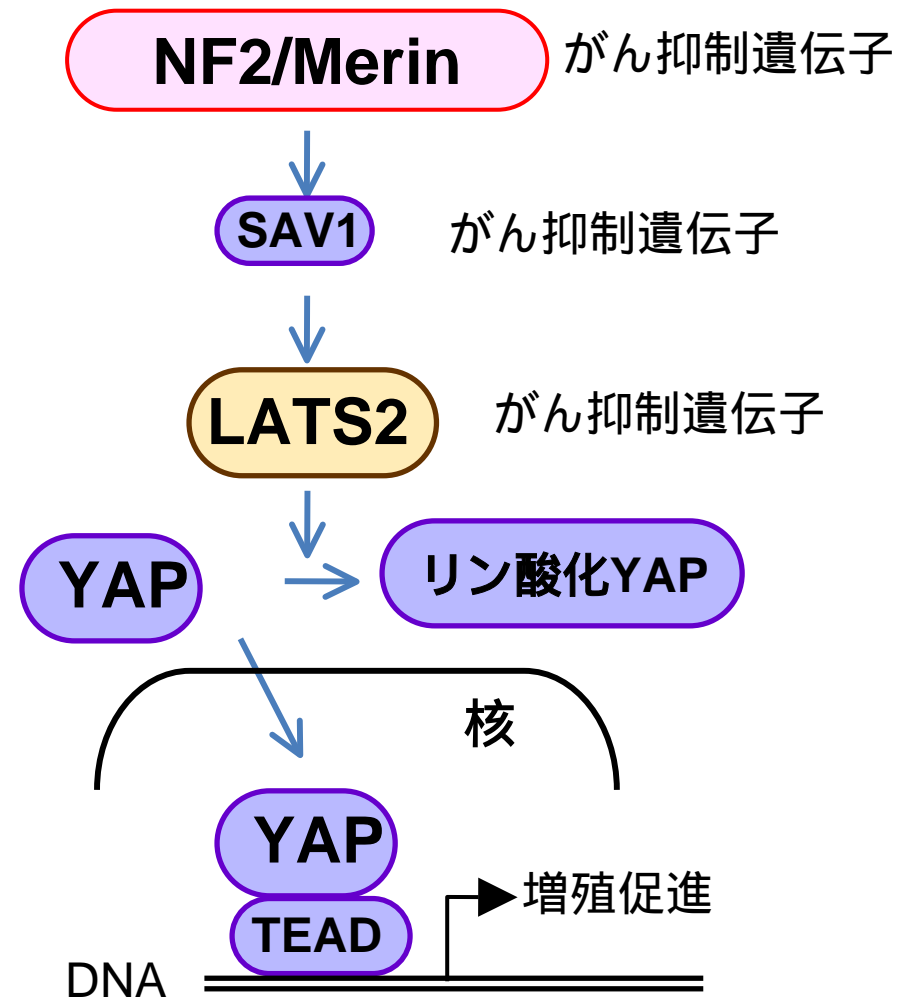 NF2/Merin がん抑制遺伝子
SAV1 がん抑制遺伝子
LATS2 がん抑制遺伝子
YAP リン酸化YAP
核
YAP
TEAD 増殖促進
DNA